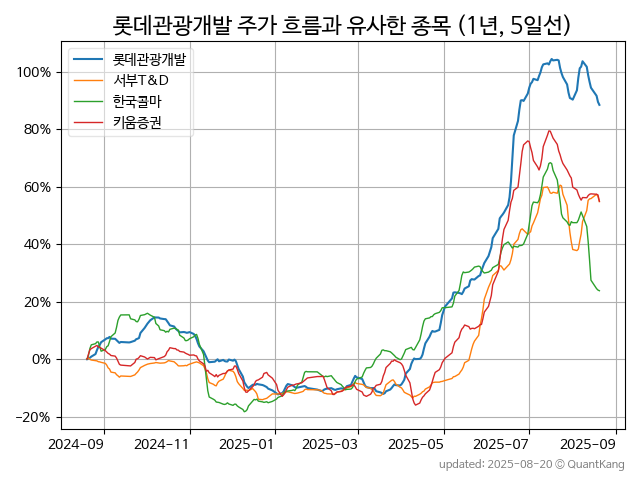 롯데관광개발 주가 흐름과 유사한 종목 (1년, 5일선)
롯데관광개발
서부T&D
한국콜마
키움증권
100%
80%
60%
40%
20%
0%
−20%
2024-09 2024-11 2025-01 2025-03 2025-05 2025-07 2025-09
updated: 2025-08-20 © QuantKang